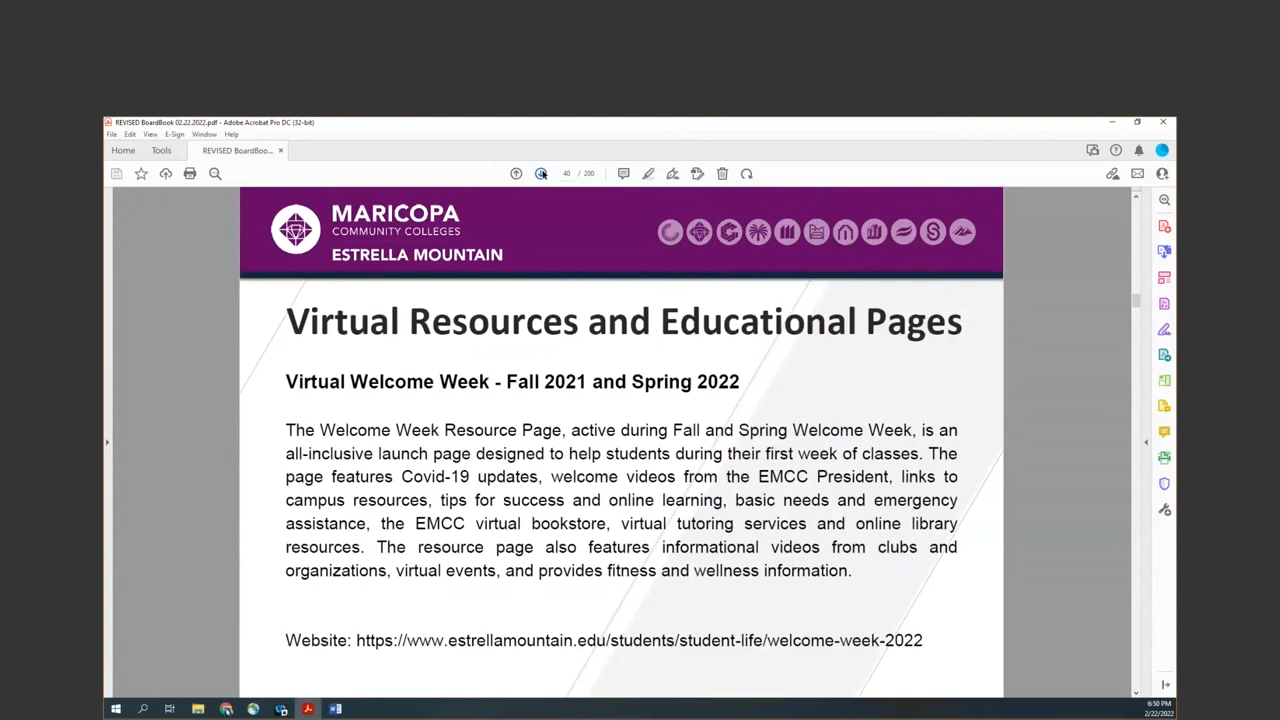 REVISED BoardBook 02.22.2022.pdf - Adobe Acrobat Pro DC (32-bit)
File Edit View E-Sign Window Help
Home Tools REVISED BoardBoo... ×
40 / 200
MARICOPA
COMMUNITY COLLEGES
ESTRELLA MOUNTAIN
Virtual Resources and Educational Pages
Virtual Welcome Week - Fall 2021 and Spring 2022
The Welcome Week Resource Page, active during Fall and Spring Welcome Week, is an
all-inclusive launch page designed to help students during their first week of classes. The
page features Covid-19 updates, welcome videos from the EMCC President, links to
campus resources, tips for success and online learning, basic needs and emergency
assistance, the EMCC virtual bookstore, virtual tutoring services and online library
resources. The resource page also features informational videos from clubs and
organizations, virtual events, and provides fitness and wellness information.
Website: https://www.estrellamountain.edu/students/student-life/welcome-week-2022
6:50 PM
2/22/2022